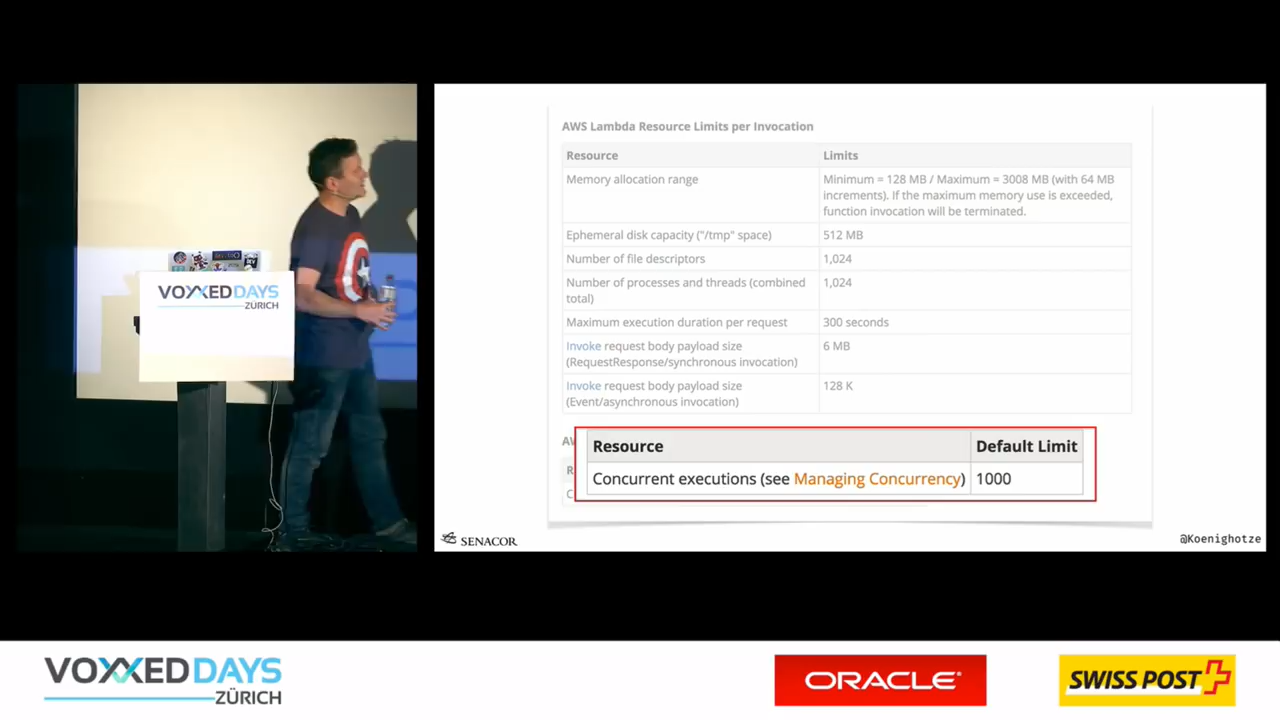 VOXXED DAYS
ZÜRICH
AWS Lambda Resource Limits per Invocation
Resource Limits
Memory allocation range Minimum = 128 MB / Maximum = 3008 MB (with 64 MB
increments). If the maximum memory use is exceeded,
function invocation will be terminated.
Ephemeral disk capacity ("/tmp" space) 512 MB
Number of file descriptors 1,024
Number of processes and threads (combined 1,024
total)
Maximum execution duration per request 300 seconds
Invoke request body payload size 6 MB
(RequestResponse/synchronous invocation)
Invoke request body payload size 128 K
(Event/asynchronous invocation)
Resource Default Limit
Concurrent executions (see Managing Concurrency) 1000
SENACOR
@Koenighotze
VOXXED DAYS
ZÜRICH
ORACLE®
SWISS POST